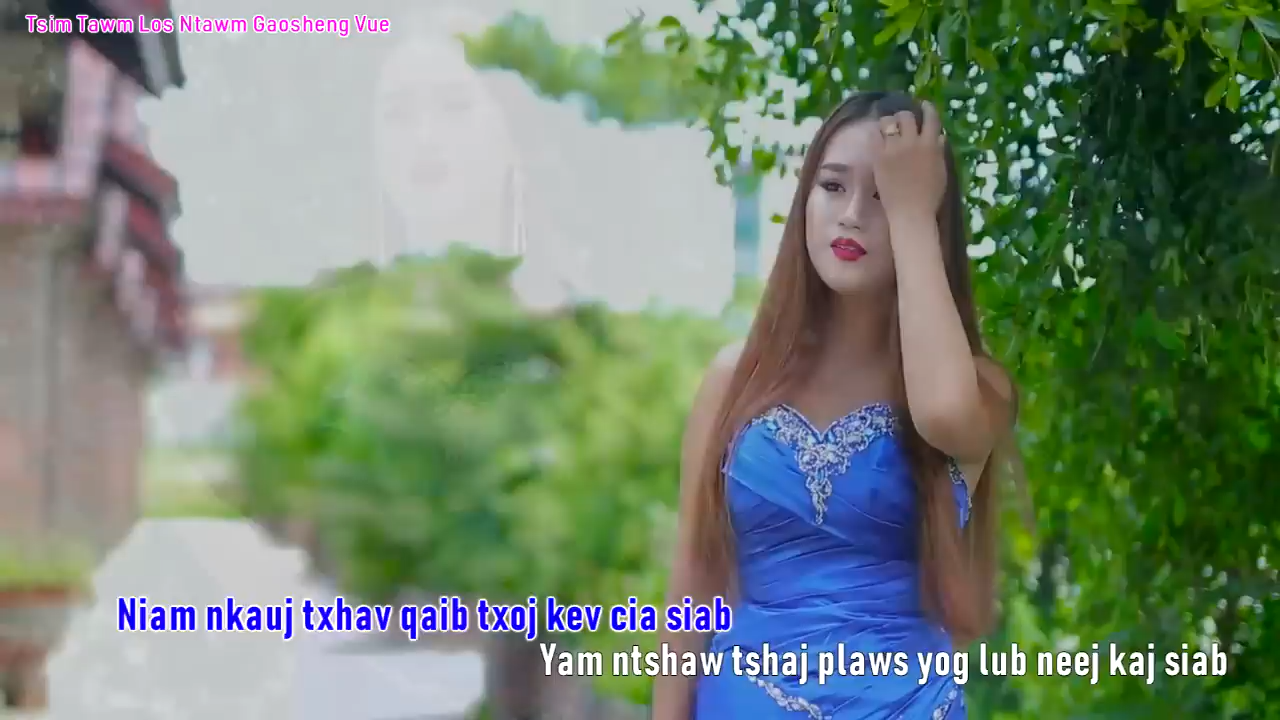 Tsim Tawm Los Ntawm Gaosheng Vue
Niam nkauj txhav qaib txoj kev cia siab
Yam ntshaw tshaj plaws yog lub neej kaj siab